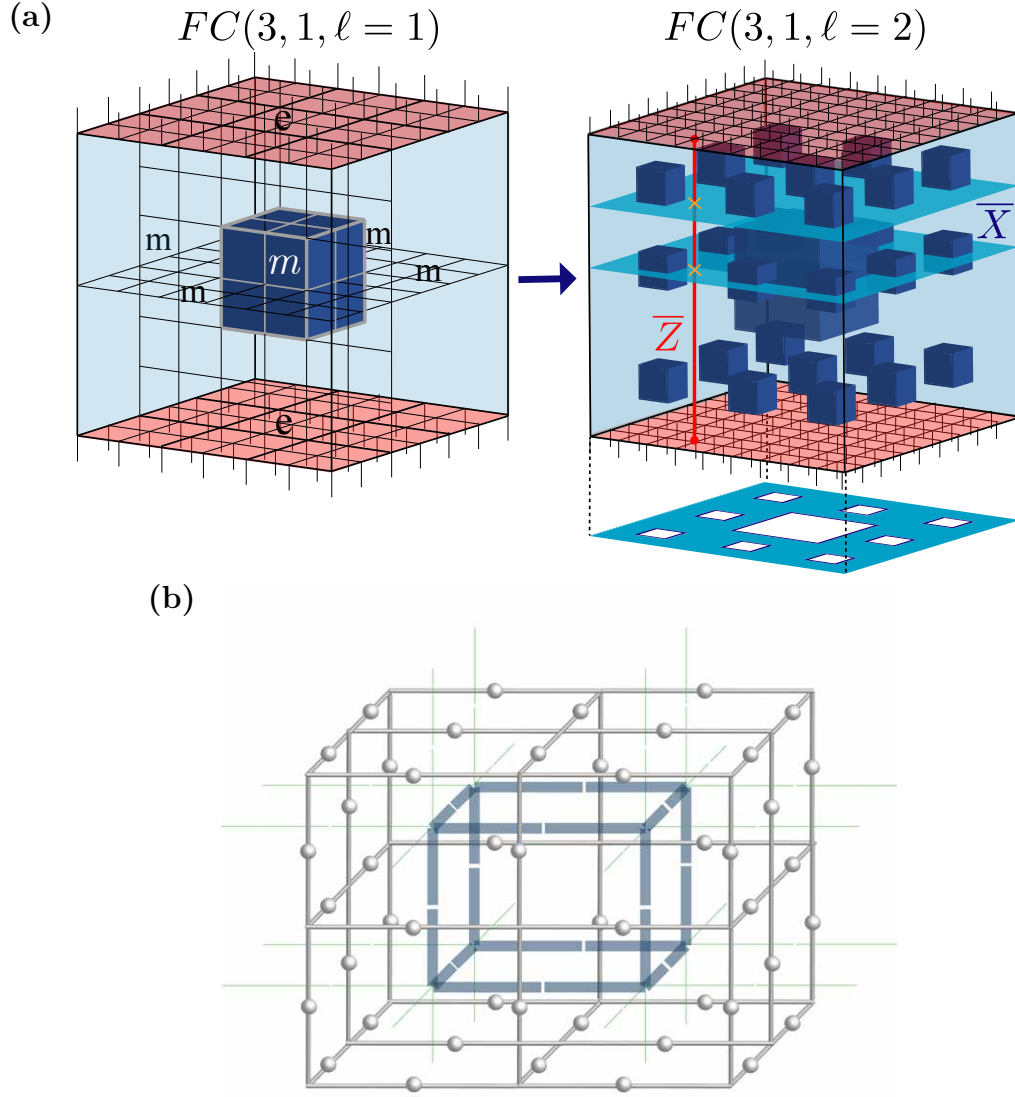 (a)
FC(3, 1, ℓ = 1)
FC(3, 1, ℓ = 2)
e
m
m
m
m
m
e
X̅
Z̅
(b)